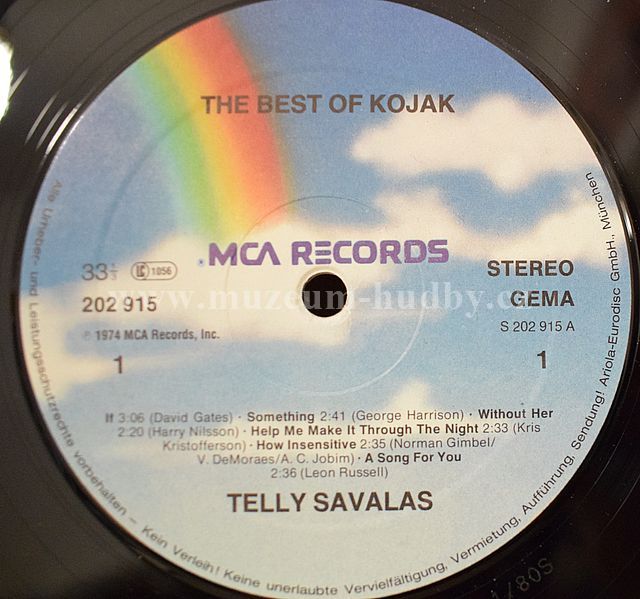 THE BEST OF KOJAK
MCA RECORDS
33⅓ LC 1056
STEREO
202 915
GEMA
www.muzeum-hudby.cz
℗ 1974 MCA Records, Inc.
S 202 915 A
1
1
If 3:06 (David Gates) · Something 2:41 (George Harrison) · Without Her
2:20 (Harry Nilsson) · Help Me Make It Through The Night 2:33 (Kris
Kristofferson) · How Insensitive 2:35 (Norman Gimbel/
V. DeMoraes/A. C. Jobim) · A Song For You
2:36 (Leon Russell)
TELLY SAVALAS
Alle Urheber- und Leistungsschutzrechte vorbehalten – Kein Verleih! Keine unerlaubte Vervielfältigung, Vermietung, Aufführung, Sendung! Ariola-Eurodisc GmbH., München